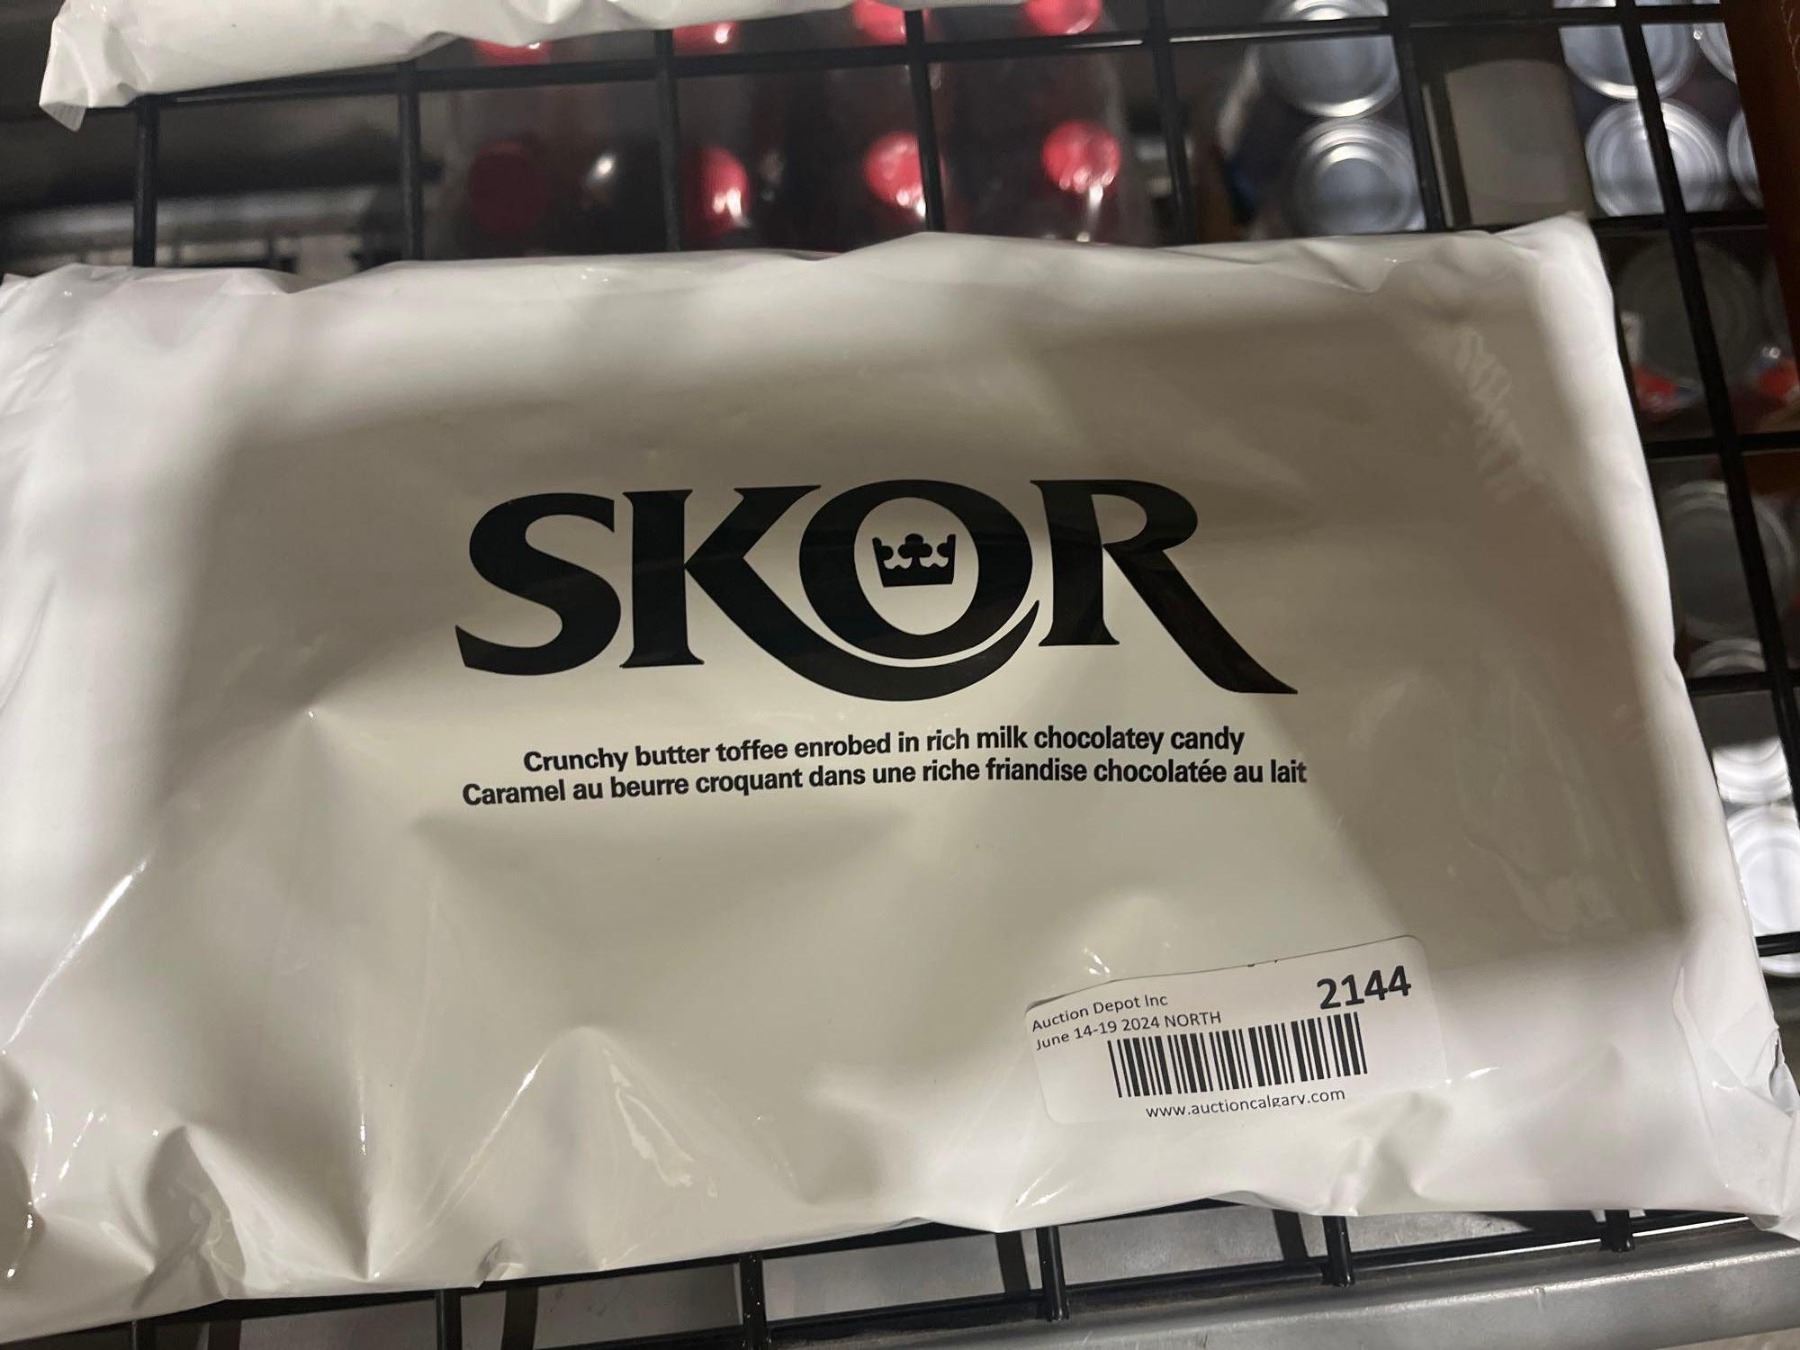 SKOR
Crunchy butter toffee enrobed in rich milk chocolatey candy
Caramel au beurre croquant dans une riche friandise chocolatée au lait
Auction Depot Inc
2144
June 14-19 2024 NORTH
www.auctioncalgary.com